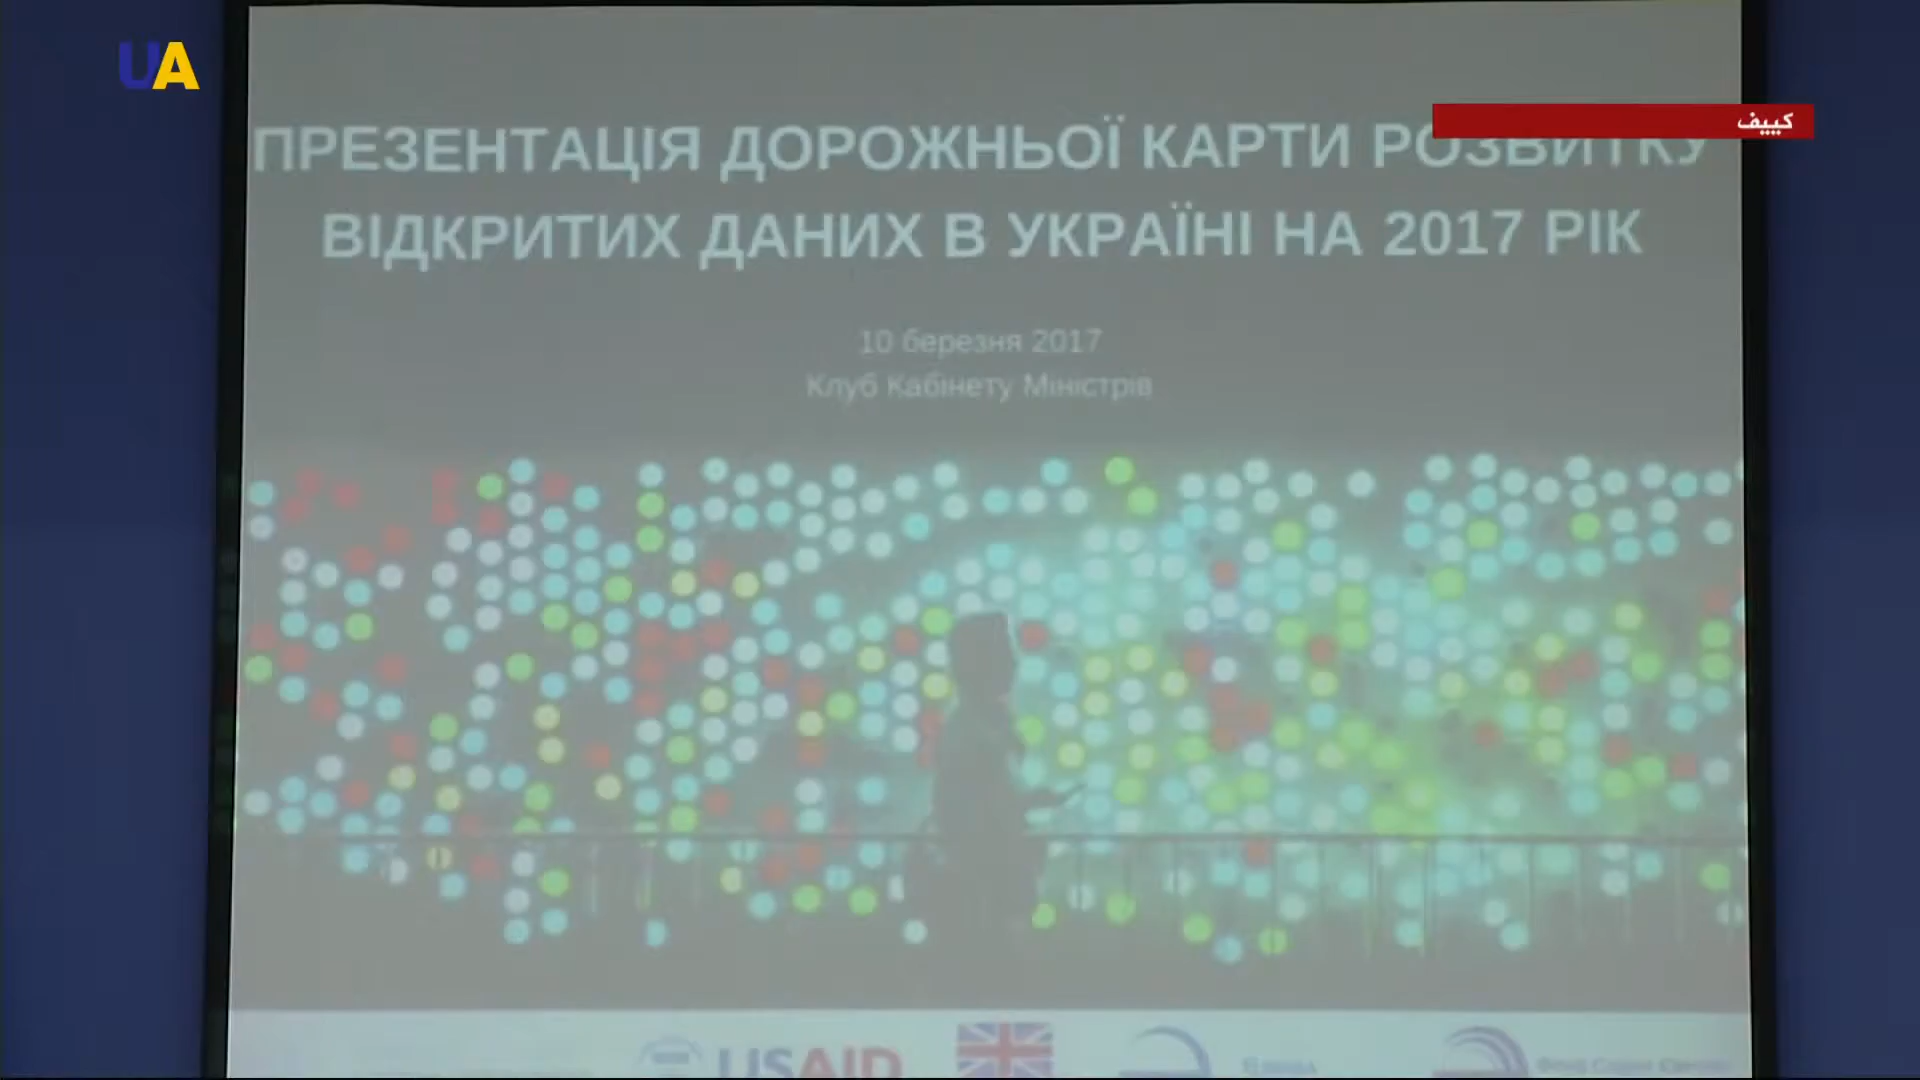 UA
كييف
ПРЕЗЕНТАЦІЯ ДОРОЖНЬОЇ КАРТИ РОЗВИТКУ
ВІДКРИТИХ ДАНИХ В УКРАЇНІ НА 2017 РІК
10 березня 2017
Клуб Кабінету Міністрів
USAID